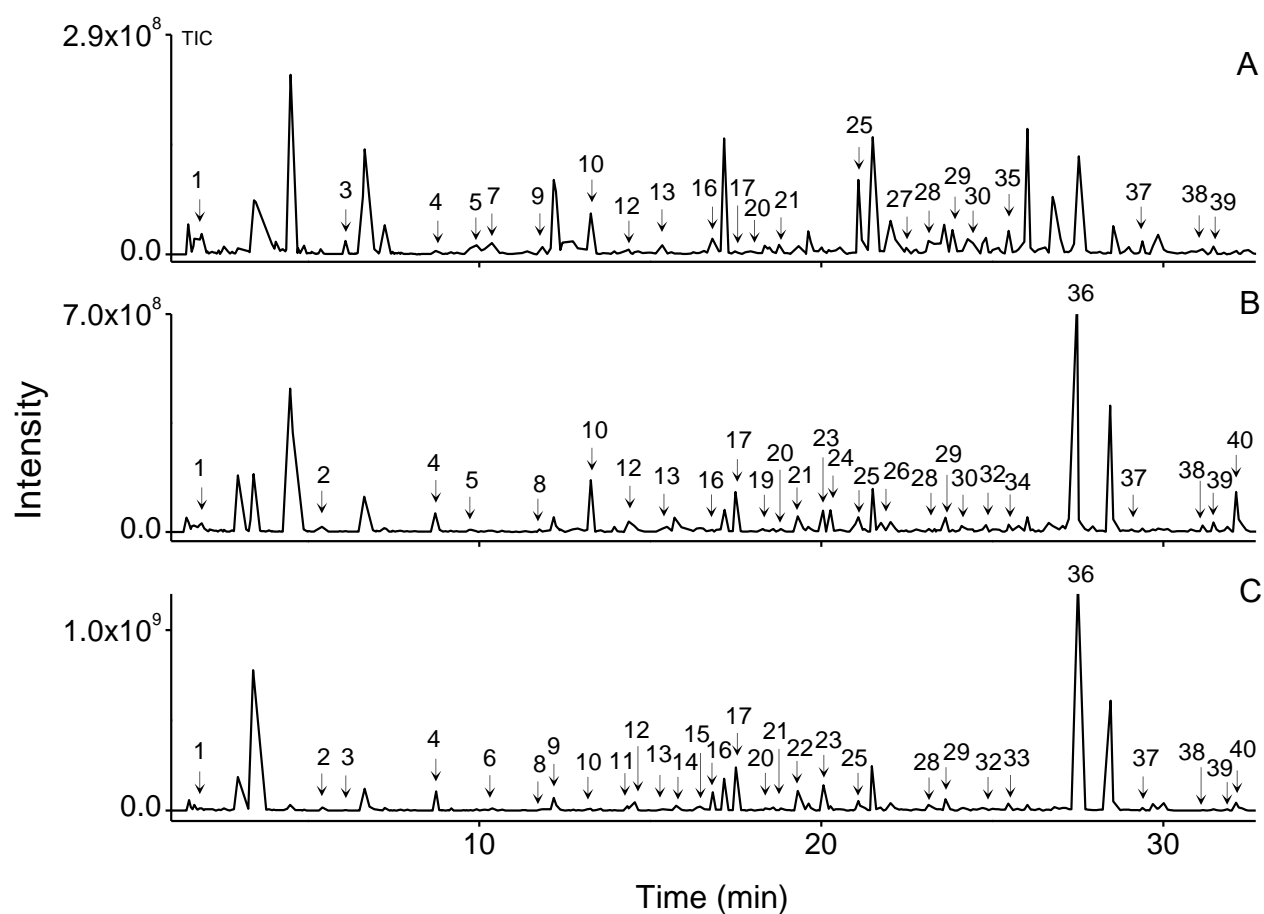 2.9x10⁸ TIC
A
25
10
1 3 4 5 7 9 12 13 16 17 20 21 27 28 29 30 35 37 38 39
0.0
10 20 30
7.0x10⁸ 36 B
Intensity
1 2 4 5 8 10 12 13 16 17 19 20 21 23 24 25 26 28 29 30 32 34 37 38 39 40
0.0
36
C
1.0x10⁹
1 2 3 4 6 8 9 10 11 12 13 14 15 16 17 20 21 22 23 25 28 29 32 33 37 38 39 40
0.0
10 20 30
Time (min)